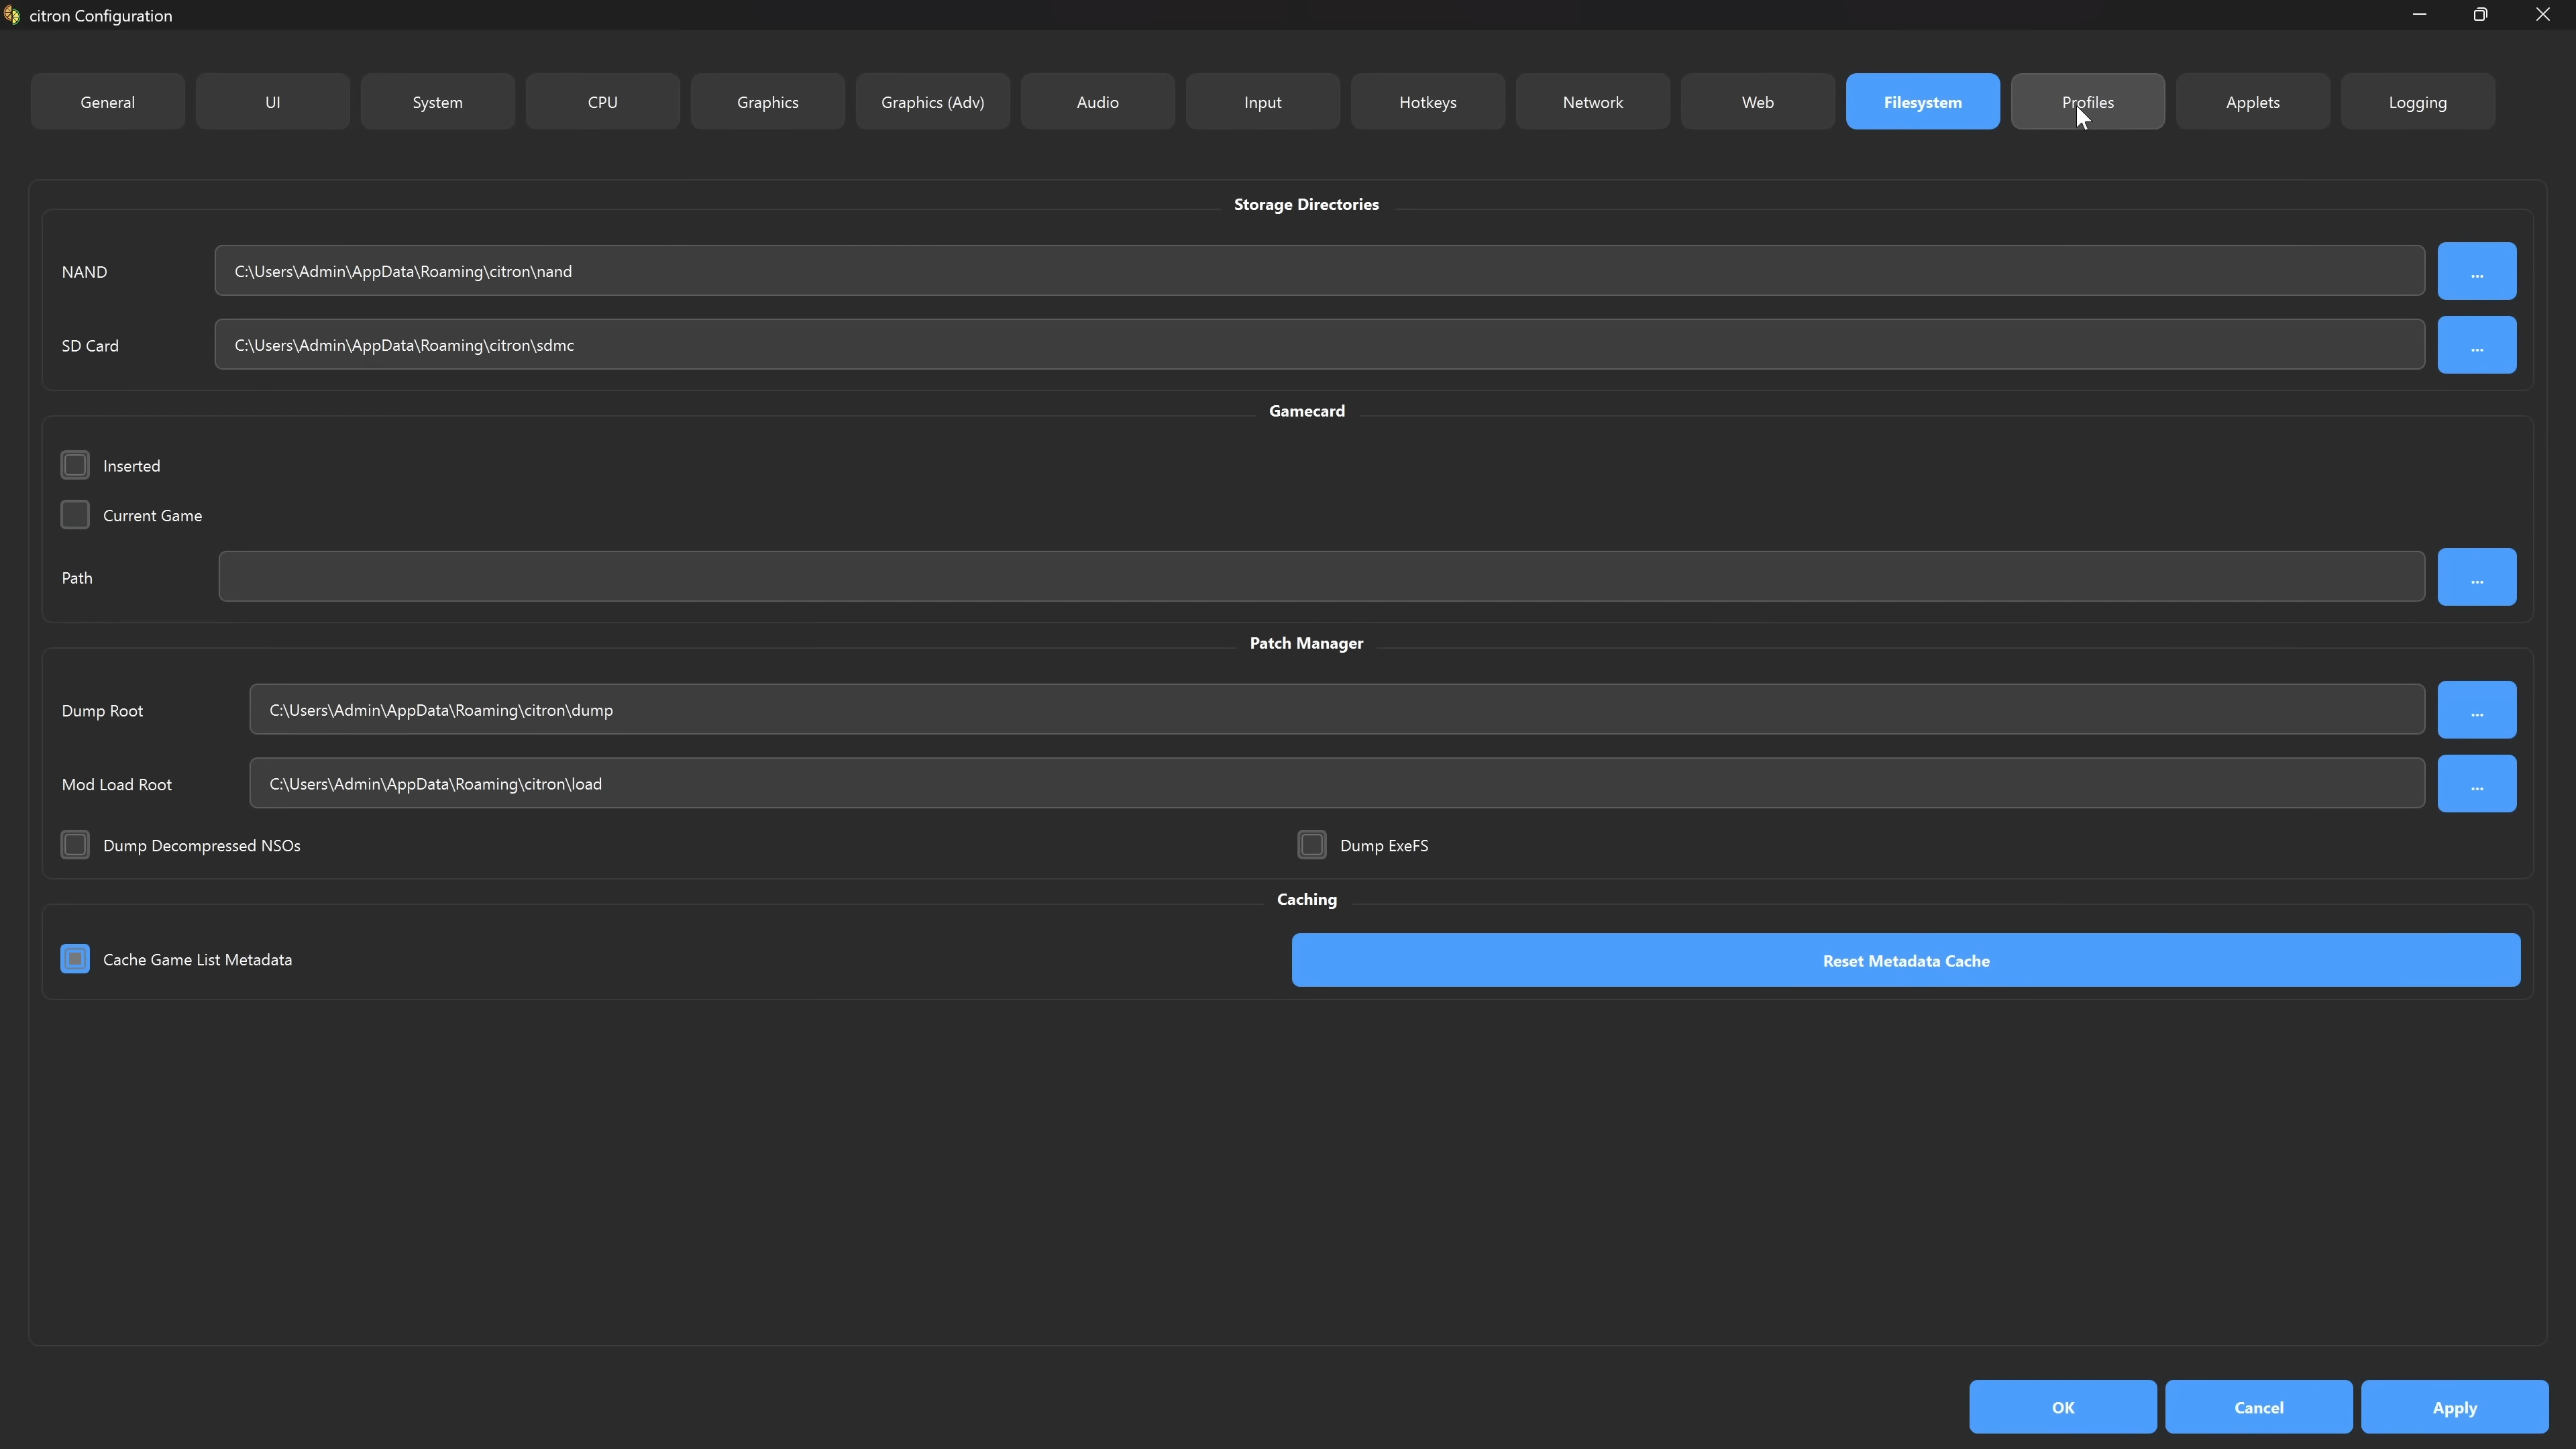 citron Configuration
General UI System CPU Graphics Graphics (Adv) Audio Input Hotkeys Network Web Filesystem Profiles Applets Logging
Storage Directories
NAND C:\Users\Admin\AppData\Roaming\citron\nand ...
SD Card C:\Users\Admin\AppData\Roaming\citron\sdmc ...
Gamecard
Inserted
Current Game
Path ...
Patch Manager
Dump Root C:\Users\Admin\AppData\Roaming\citron\dump ...
Mod Load Root C:\Users\Admin\AppData\Roaming\citron\load ...
Dump Decompressed NSOs Dump ExeFS
Caching
Cache Game List Metadata Reset Metadata Cache
OK Cancel Apply